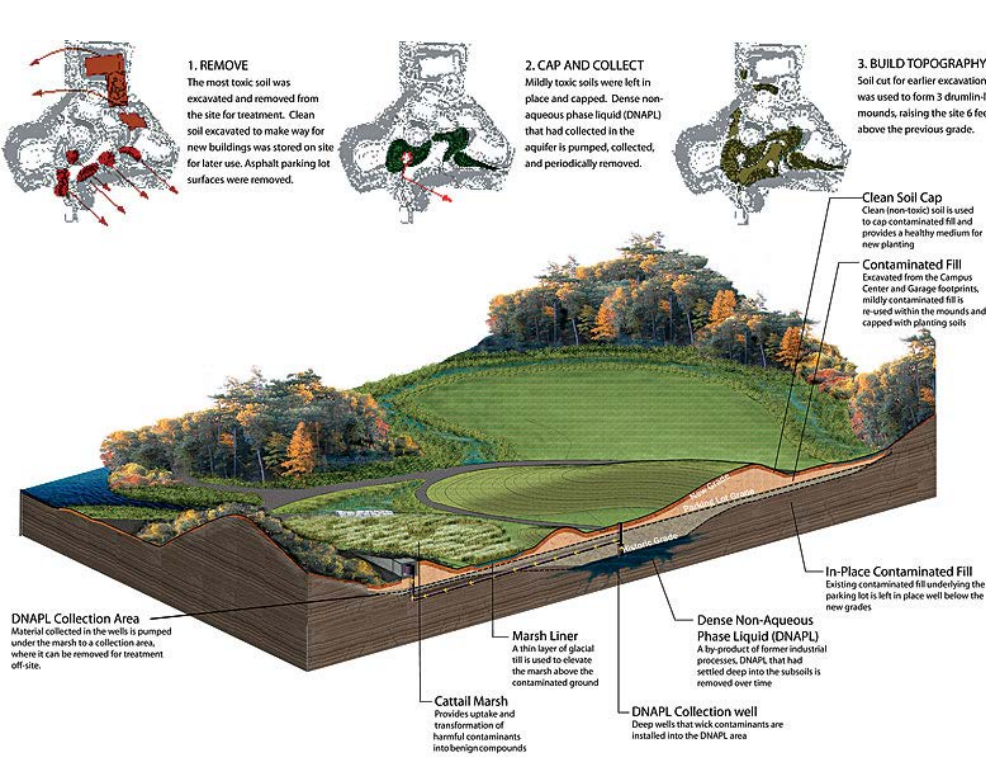 1. REMOVE
The most toxic soil was
excavated and removed from
the site for treatment. Clean
soil excavated to make way for
new buildings was stored on site
for later use. Asphalt parking lot
surfaces were removed.
2. CAP AND COLLECT
Mildly toxic soils were left in
place and capped. Dense non-
aqueous phase liquid (DNAPL)
that had collected in the
aquifer is pumped, collected,
and periodically removed.
3. BUILD TOPOGRAPHY
Soil cut for earlier excavation
was used to form 3 drumlin-l
mounds, raising the site 6 fee
above the previous grade.
Clean Soil Cap
Clean (non-toxic) soil is used
to cap contaminated fill and
provides a healthy medium for
new planting
Contaminated Fill
Excavated from the Campus
Center and Garage footprints,
mildly contaminated fill is
re-used within the mounds and
capped with planting soils
New Grade
Parking Lot Grade
Historic Grade
In-Place Contaminated Fill
Existing contaminated fill underlying the
parking lot is left in place well below the
new grades
DNAPL Collection Area
Material collected in the wells is pumped
under the marsh to a collection area,
where it can be removed for treatment
off-site.
Marsh Liner
A thin layer of glacial
till is used to elevate
the marsh above the
contaminated ground
Dense Non-Aqueous
Phase Liquid (DNAPL)
A by-product of former industrial
processes, DNAPL that had
settled deep into the subsoils is
removed over time
Cattail Marsh
Provides uptake and
transformation of
harmful contaminants
into benign compounds
DNAPL Collection well
Deep wells that wick contaminants are
installed into the DNAPL area